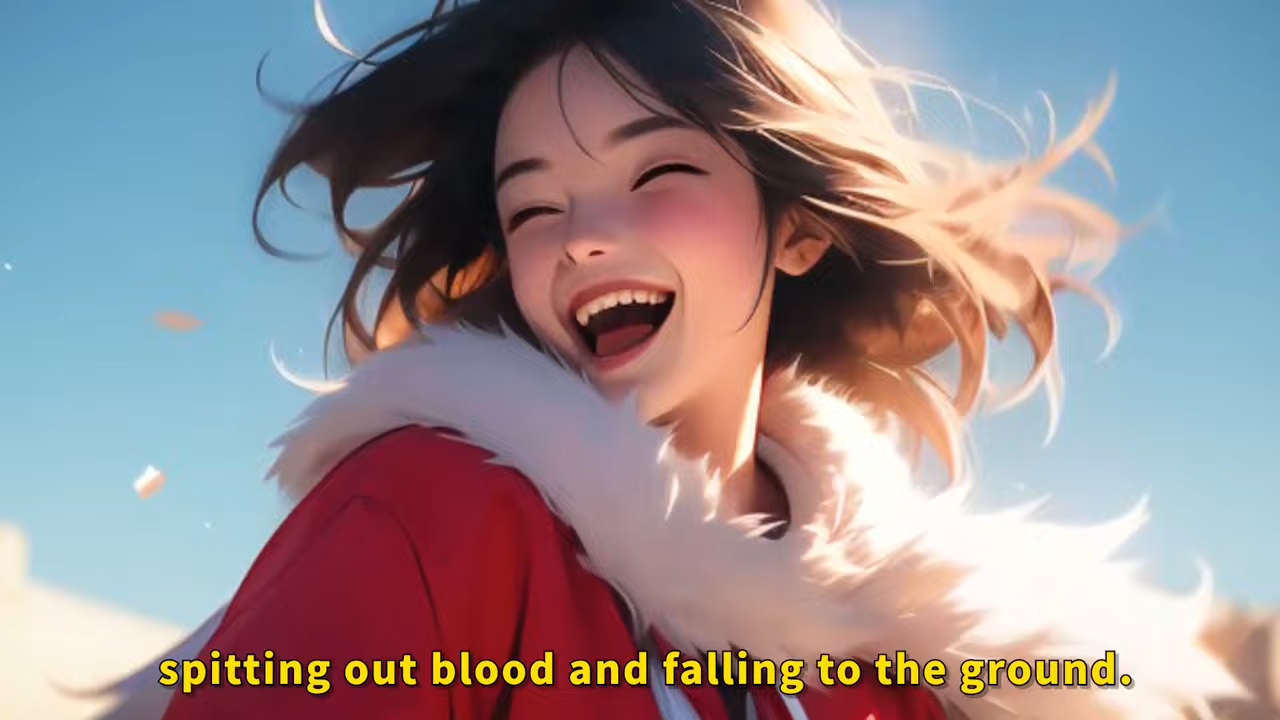 spitting out blood and falling to the ground.